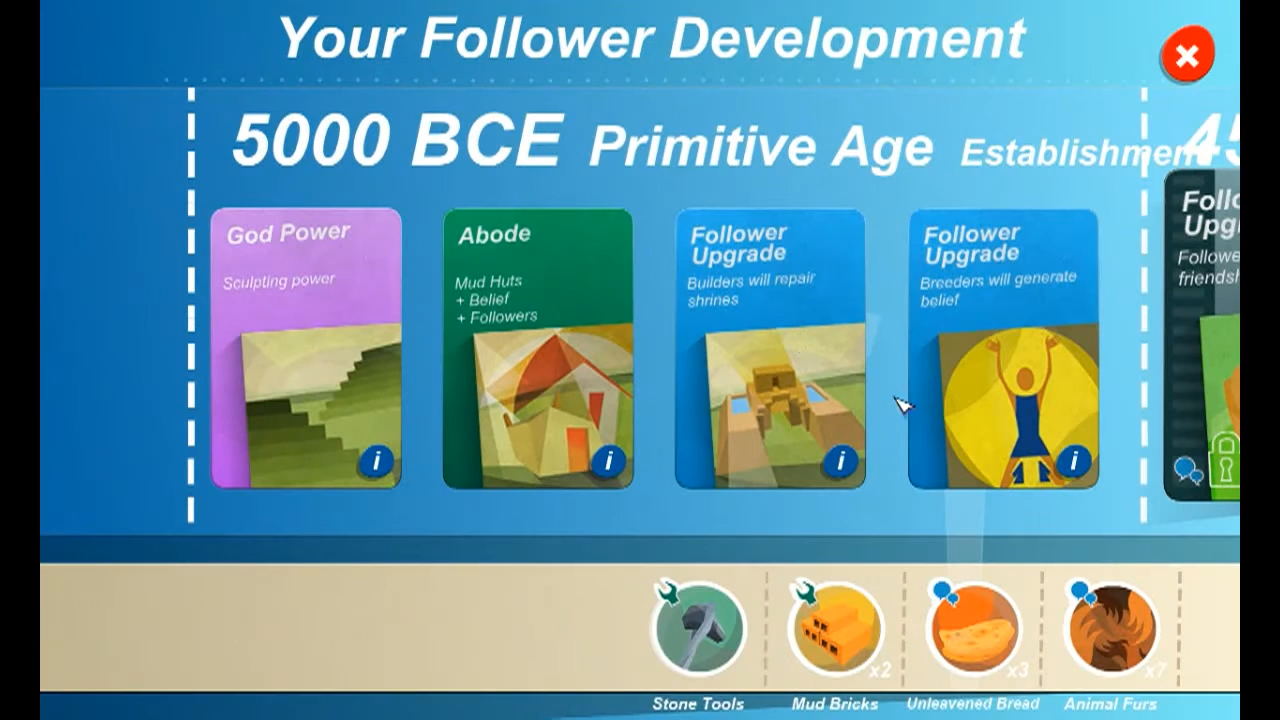 Your Follower Development
5000 BCE Primitive Age Establishment
45
God Power
Sculpting power
Abode
Mud Huts
+ Belief
+ Followers
Follower
Upgrade
Builders will repair
shrines
Follower
Upgrade
Breeders will generate
belief
i
i
i
i
x2
x3
x7
Stone Tools
Mud Bricks
Unleavened Bread
Animal Furs